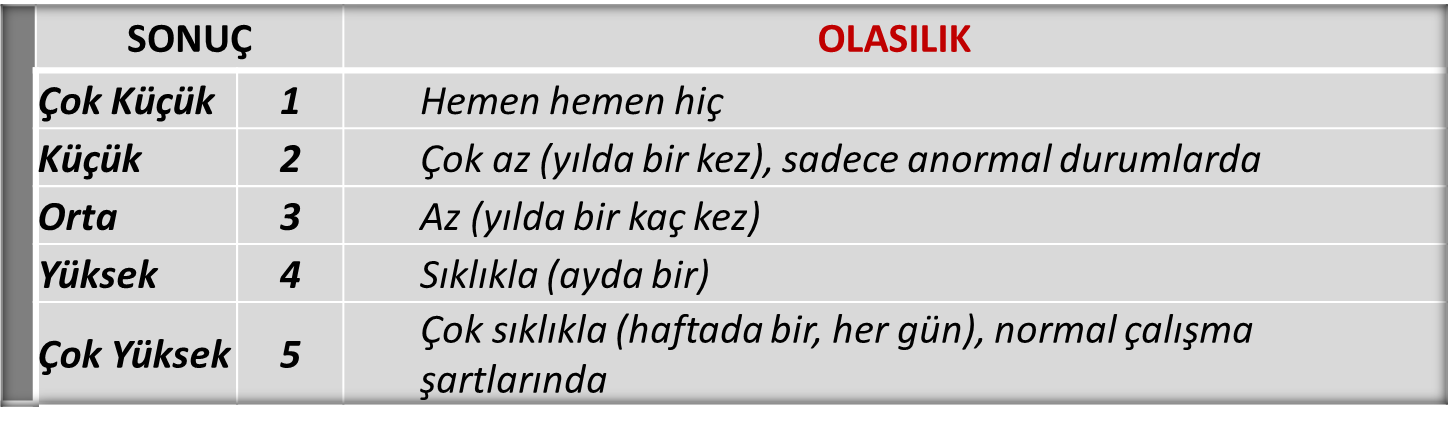 SONUÇ OLASILIK
Çok Küçük 1 Hemen hemen hiç
Küçük 2 Çok az (yılda bir kez), sadece anormal durumlarda
Orta 3 Az (yılda bir kaç kez)
Yüksek 4 Sıklıkla (ayda bir)
Çok Yüksek 5 Çok sıklıkla (haftada bir, her gün), normal çalışma
şartlarında